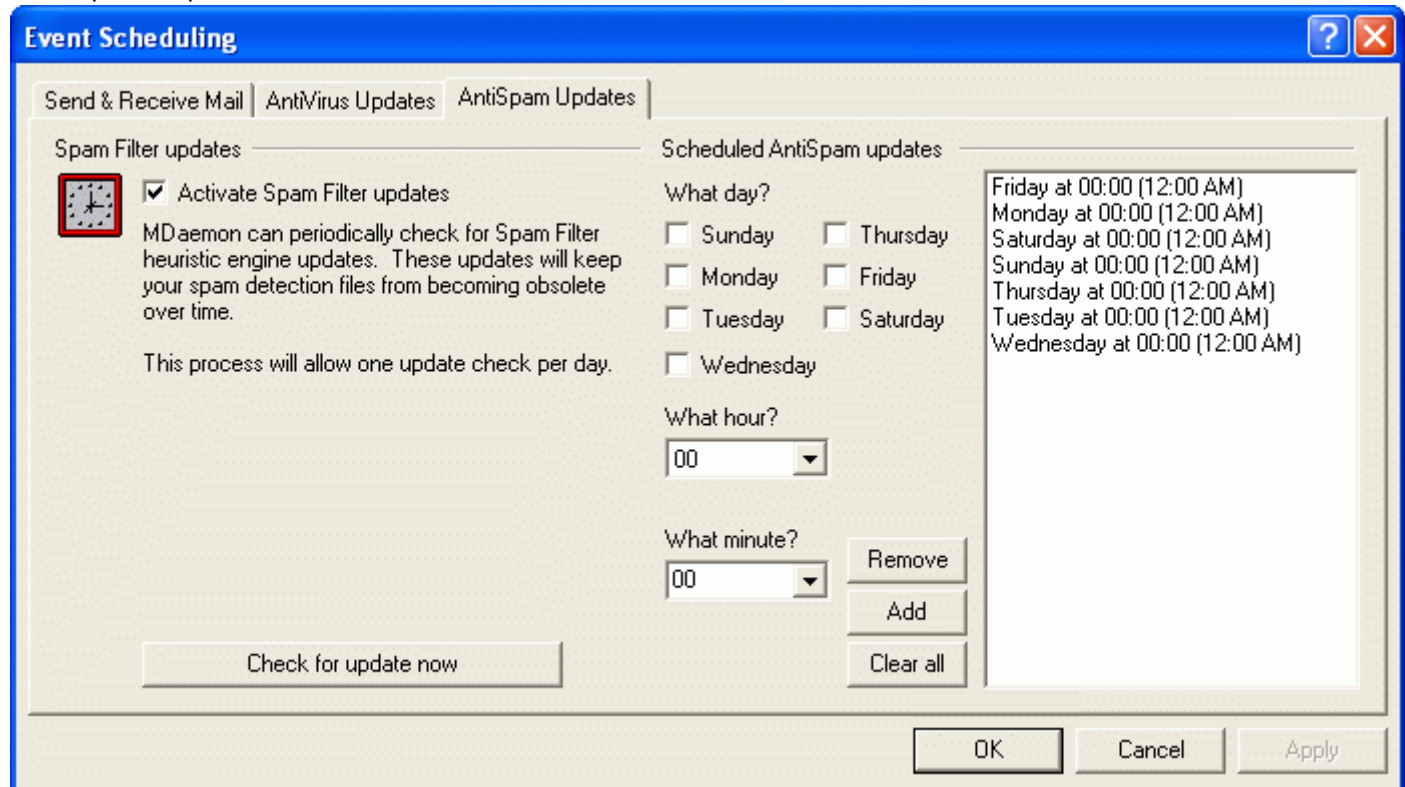 Event Scheduling
Send & Receive Mail
AntiVirus Updates
AntiSpam Updates
Spam Filter updates
Activate Spam Filter updates
MDaemon can periodically check for Spam Filter
heuristic engine updates. These updates will keep
your spam detection files from becoming obsolete
over time.
This process will allow one update check per day.
Check for update now
Scheduled AntiSpam updates
What day?
Sunday
Thursday
Monday
Friday
Tuesday
Saturday
Wednesday
What hour?
00
What minute?
00
Remove
Add
Clear all
Friday at 00:00 (12:00 AM)
Monday at 00:00 (12:00 AM)
Saturday at 00:00 (12:00 AM)
Sunday at 00:00 (12:00 AM)
Thursday at 00:00 (12:00 AM)
Tuesday at 00:00 (12:00 AM)
Wednesday at 00:00 (12:00 AM)
OK
Cancel
Apply